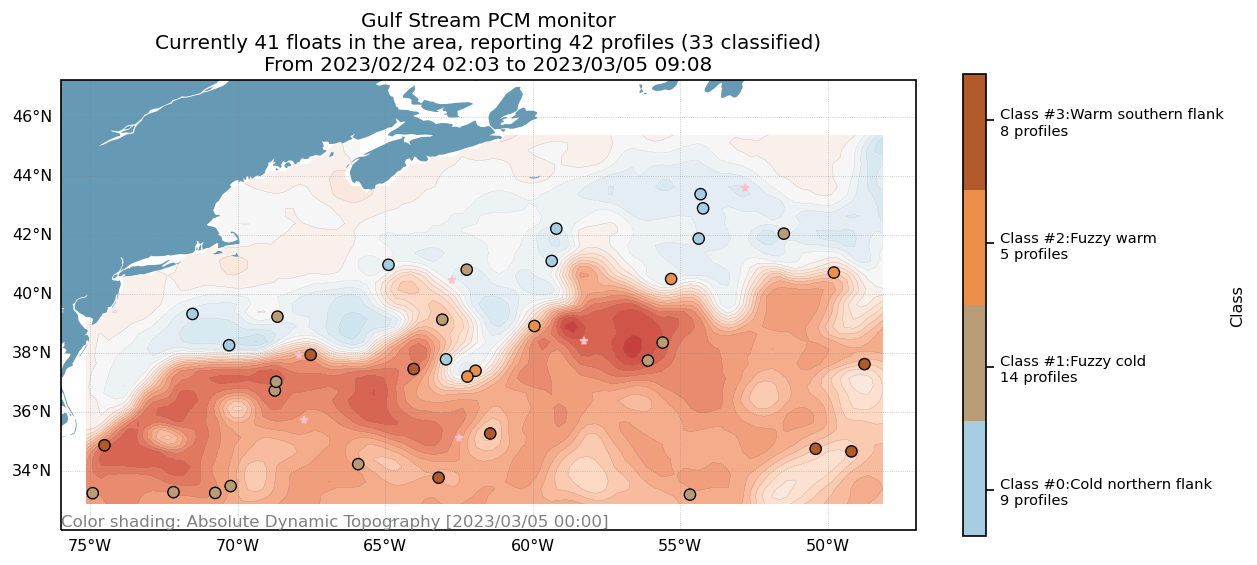 Gulf Stream PCM monitor
Currently 41 floats in the area, reporting 42 profiles (33 classified)
From 2023/02/24 02:03 to 2023/03/05 09:08
46°N
44°N
42°N
40°N
38°N
36°N
34°N
Color shading: Absolute Dynamic Topography [2023/03/05 00:00]
75°W
70°W
65°W
60°W
55°W
50°W
Class #3:Warm southern flank
8 profiles
Class #2:Fuzzy warm
5 profiles
Class #1:Fuzzy cold
14 profiles
Class #0:Cold northern flank
9 profiles
Class